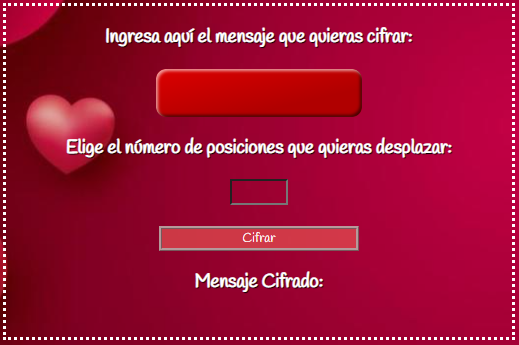 Ingresa aquí el mensaje que quieras cifrar:
Elige el número de posiciones que quieras desplazar:
Cifrar
Mensaje Cifrado: